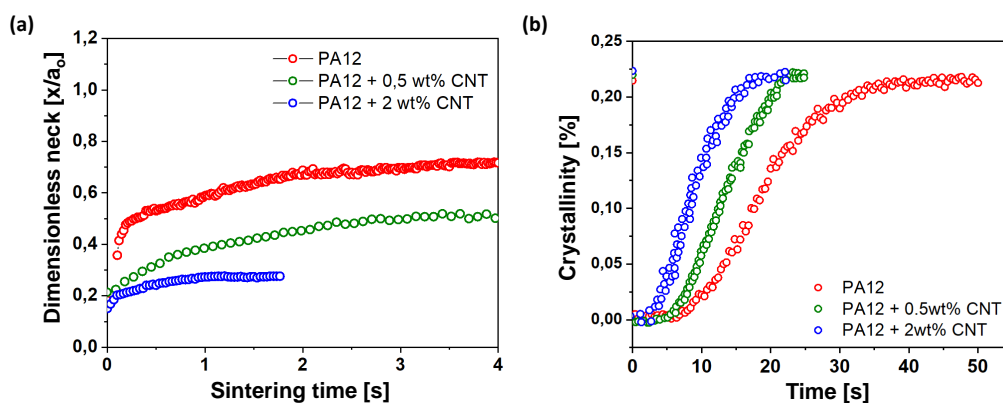 (a)
1,2
1,0
0,8
0,6
0,4
0,2
0,0
Dimensionless neck [x/aₒ]
PA12
PA12 + 0,5 wt% CNT
PA12 + 2 wt% CNT
0 1 2 3 4
Sintering time [s]
(b)
0,25
0,20
0,15
0,10
0,05
0,00
Crystallinity [%]
PA12
PA12 + 0.5wt% CNT
PA12 + 2wt% CNT
0 10 20 30 40 50
Time [s]